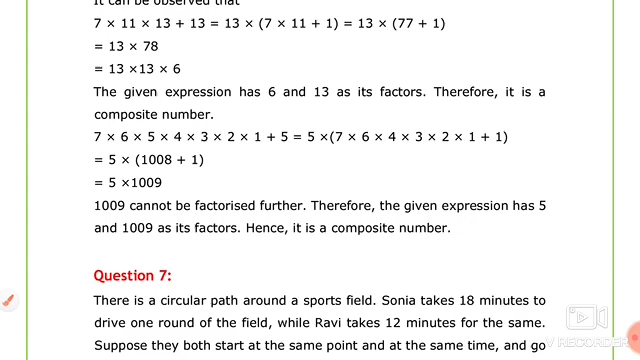 It can be observed that
7 × 11 × 13 + 13 = 13 × (7 × 11 + 1) = 13 × (77 + 1)
= 13 × 78
= 13 ×13 × 6
The given expression has 6 and 13 as its factors. Therefore, it is a
composite number.
7 × 6 × 5 × 4 × 3 × 2 × 1 + 5 = 5 ×(7 × 6 × 4 × 3 × 2 × 1 + 1)
= 5 × (1008 + 1)
= 5 ×1009
1009 cannot be factorised further. Therefore, the given expression has 5
and 1009 as its factors. Hence, it is a composite number.
Question 7:
There is a circular path around a sports field. Sonia takes 18 minutes to
drive one round of the field, while Ravi takes 12 minutes for the same.
Suppose they both start at the same point and at the same time, and go
V RECORDER